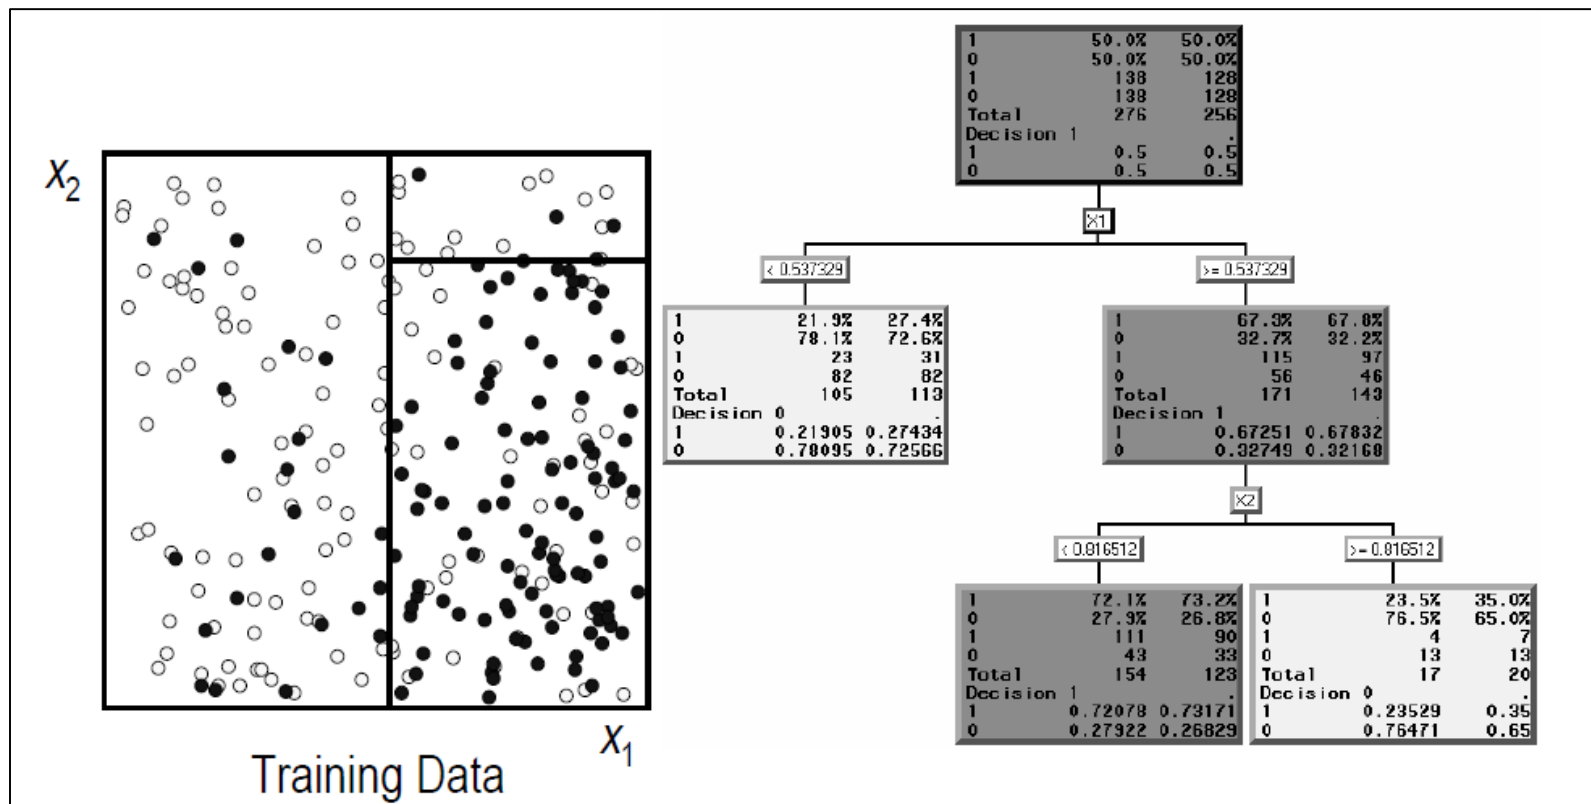 X2
X1
Training Data
1 50.0% 50.0%
0 50.0% 50.0%
1 138 128
0 138 128
Total 276 256
Decision 1 .
1 0.5 0.5
0 0.5 0.5
X1
< 0.537329
>= 0.537329
1 21.9% 27.4%
0 78.1% 72.6%
1 23 31
0 82 82
Total 105 113
Decision 0 .
1 0.21905 0.27434
0 0.78095 0.72566
1 67.3% 67.8%
0 32.7% 32.2%
1 115 97
0 56 46
Total 171 143
Decision 1 .
1 0.67251 0.67832
0 0.32749 0.32168
X2
< 0.816512
>= 0.816512
1 72.1% 73.2%
0 27.9% 26.8%
1 111 90
0 43 33
Total 154 123
Decision 1 .
1 0.72078 0.73171
0 0.27922 0.26829
1 23.5% 35.0%
0 76.5% 65.0%
1 4 7
0 13 13
Total 17 20
Decision 0 .
1 0.23529 0.35
0 0.76471 0.65